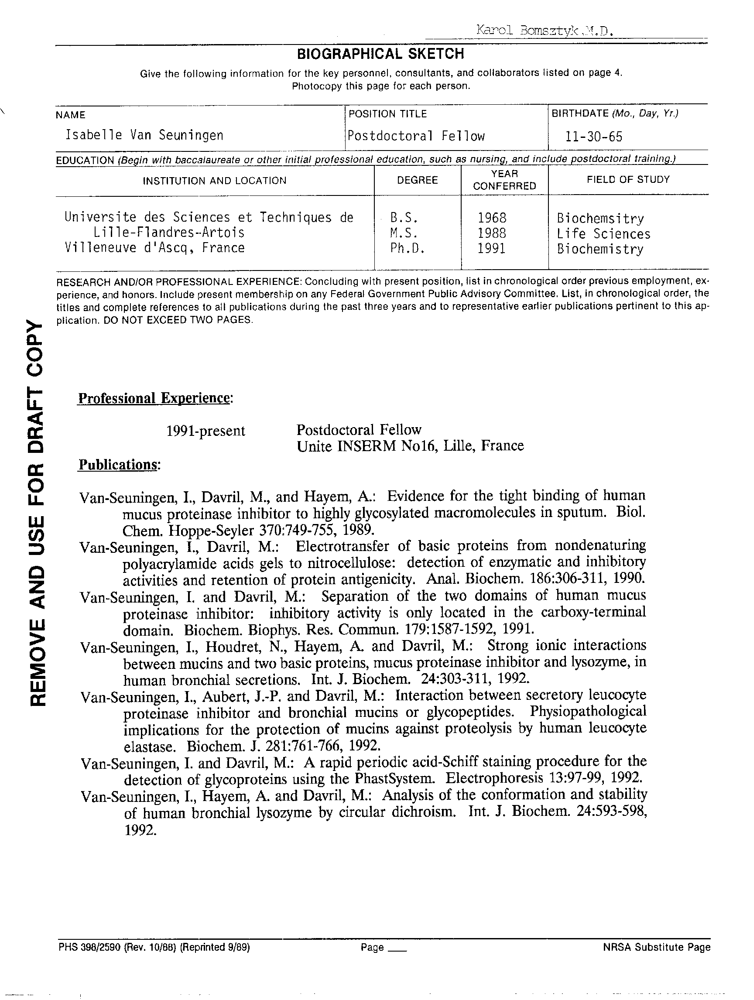 Karol Bomsztyk M.D.
BIOGRAPHICAL SKETCH
Give the following information for the key personnel, consultants, and collaborators listed on page 4.
Photocopy this page for each person.
NAME
POSITION TITLE
BIRTHDATE (Mo., Day, Yr.)
Isabelle Van Seuningen
Postdoctoral Fellow
11-30-65
EDUCATION (Begin with baccalaureate or other initial professional education, such as nursing, and include postdoctoral training.)
INSTITUTION AND LOCATION
DEGREE
YEAR CONFERRED
FIELD OF STUDY
Universite des Sciences et Techniques de B.S. 1968 Biochemsitry
Lille-Flandres-Artois M.S. 1988 Life Sciences
Villeneuve d'Ascq, France Ph.D. 1991 Biochemistry
RESEARCH AND/OR PROFESSIONAL EXPERIENCE: Concluding with present position, list in chronological order previous employment, ex-
perience, and honors. Include present membership on any Federal Government Public Advisory Committee. List, in chronological order, the
titles and complete references to all publications during the past three years and to representative earlier publications pertinent to this ap-
plication. DO NOT EXCEED TWO PAGES.
REMOVE AND USE FOR DRAFT COPY
Professional Experience:
1991-present Postdoctoral Fellow
Unite INSERM No16, Lille, France
Publications:
Van-Seuningen, I., Davril, M., and Hayem, A.: Evidence for the tight binding of human
mucus proteinase inhibitor to highly glycosylated macromolecules in sputum. Biol.
Chem. Hoppe-Seyler 370:749-755, 1989.
Van-Seuningen, I., Davril, M.: Electrotransfer of basic proteins from nondenaturing
polyacrylamide acids gels to nitrocellulose: detection of enzymatic and inhibitory
activities and retention of protein antigenicity. Anal. Biochem. 186:306-311, 1990.
Van-Seuningen, I. and Davril, M.: Separation of the two domains of human mucus
proteinase inhibitor: inhibitory activity is only located in the carboxy-terminal
domain. Biochem. Biophys. Res. Commun. 179:1587-1592, 1991.
Van-Seuningen, I., Houdret, N., Hayem, A. and Davril, M.: Strong ionic interactions
between mucins and two basic proteins, mucus proteinase inhibitor and lysozyme, in
human bronchial secretions. Int. J. Biochem. 24:303-311, 1992.
Van-Seuningen, I., Aubert, J.-P. and Davril, M.: Interaction between secretory leucocyte
proteinase inhibitor and bronchial mucins or glycopeptides. Physiopathological
implications for the protection of mucins against proteolysis by human leucocyte
elastase. Biochem. J. 281:761-766, 1992.
Van-Seuningen, I. and Davril, M.: A rapid periodic acid-Schiff staining procedure for the
detection of glycoproteins using the PhastSystem. Electrophoresis 13:97-99, 1992.
Van-Seuningen, I., Hayem, A. and Davril, M.: Analysis of the conformation and stability
of human bronchial lysozyme by circular dichroism. Int. J. Biochem. 24:593-598,
1992.
PHS 398/2590 (Rev. 10/88) (Reprinted 9/89) Page ___ NRSA Substitute Page